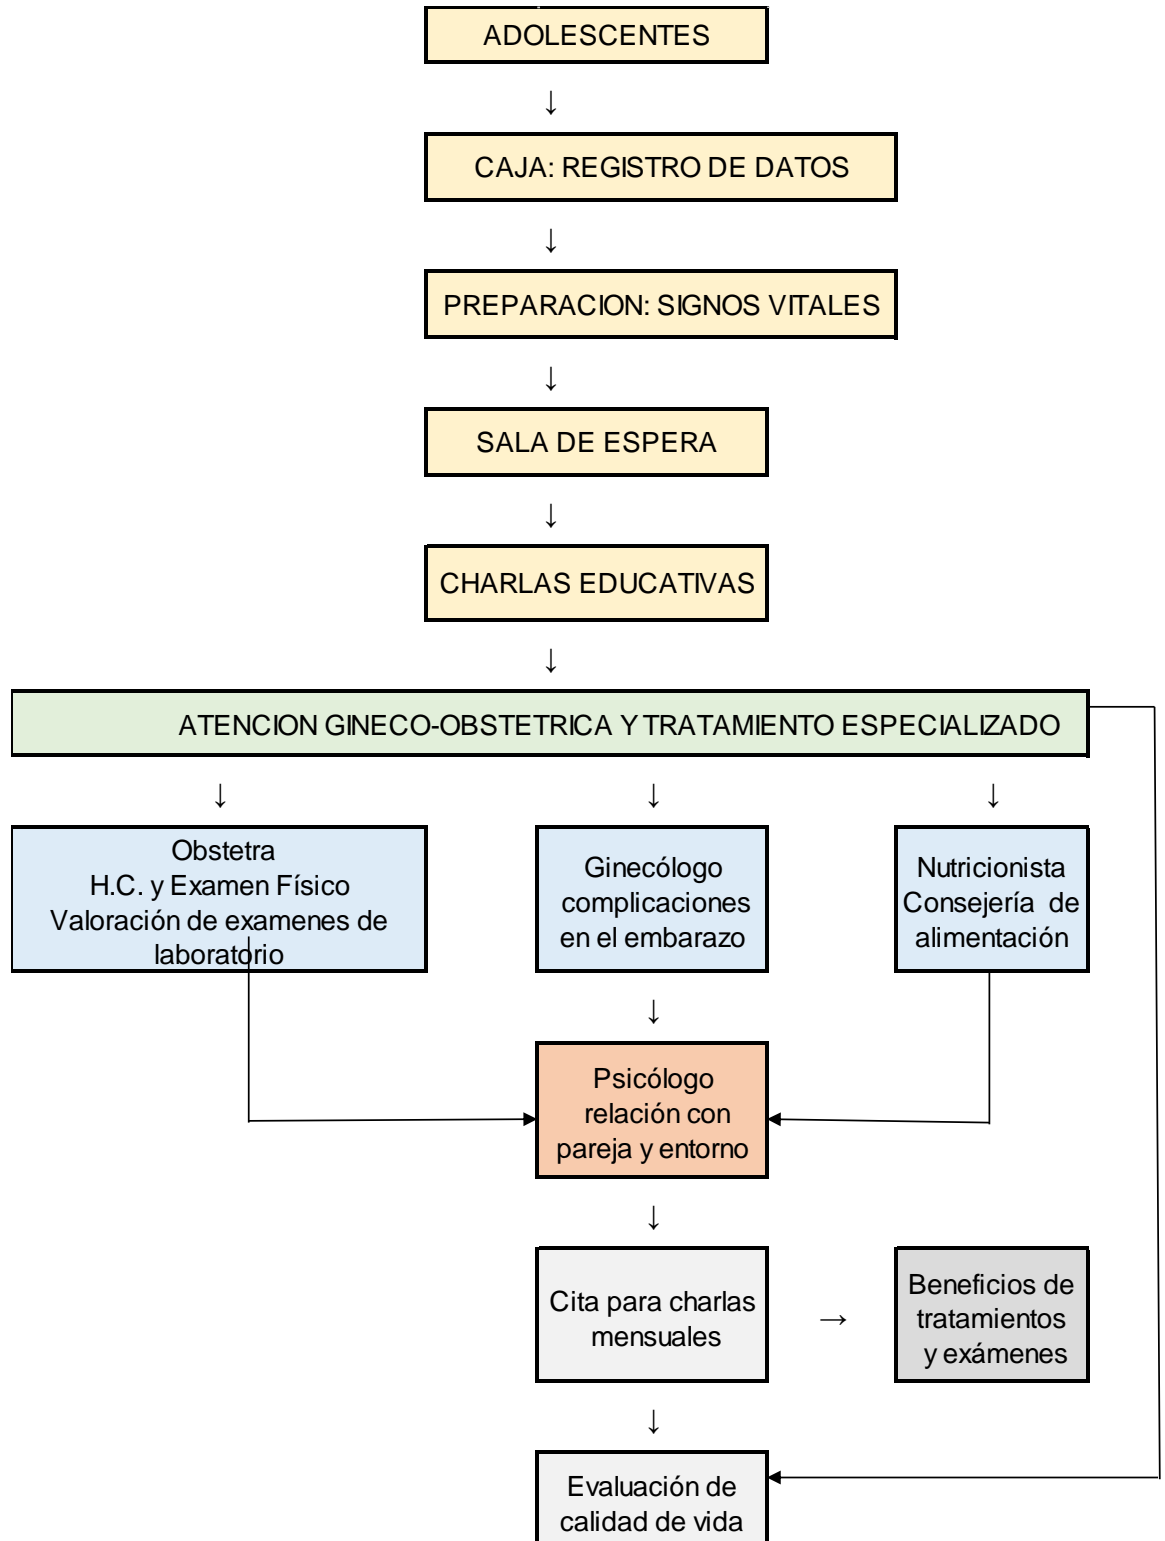 ADOLESCENTES
↓
CAJA: REGISTRO DE DATOS
↓
PREPARACION: SIGNOS VITALES
↓
SALA DE ESPERA
↓
CHARLAS EDUCATIVAS
↓
ATENCION GINECO-OBSTETRICA Y TRATAMIENTO ESPECIALIZADO
↓ ↓ ↓
Obstetra
H.C. y Examen Físico
Valoración de examenes de
laboratorio
Ginecólogo
complicaciones
en el embarazo
Nutricionista
Consejería de
alimentación
↓
Psicólogo
relación con
pareja y entorno
↓
Cita para charlas
mensuales
→
Beneficios de
tratamientos
y exámenes
↓
Evaluación de
calidad de vida